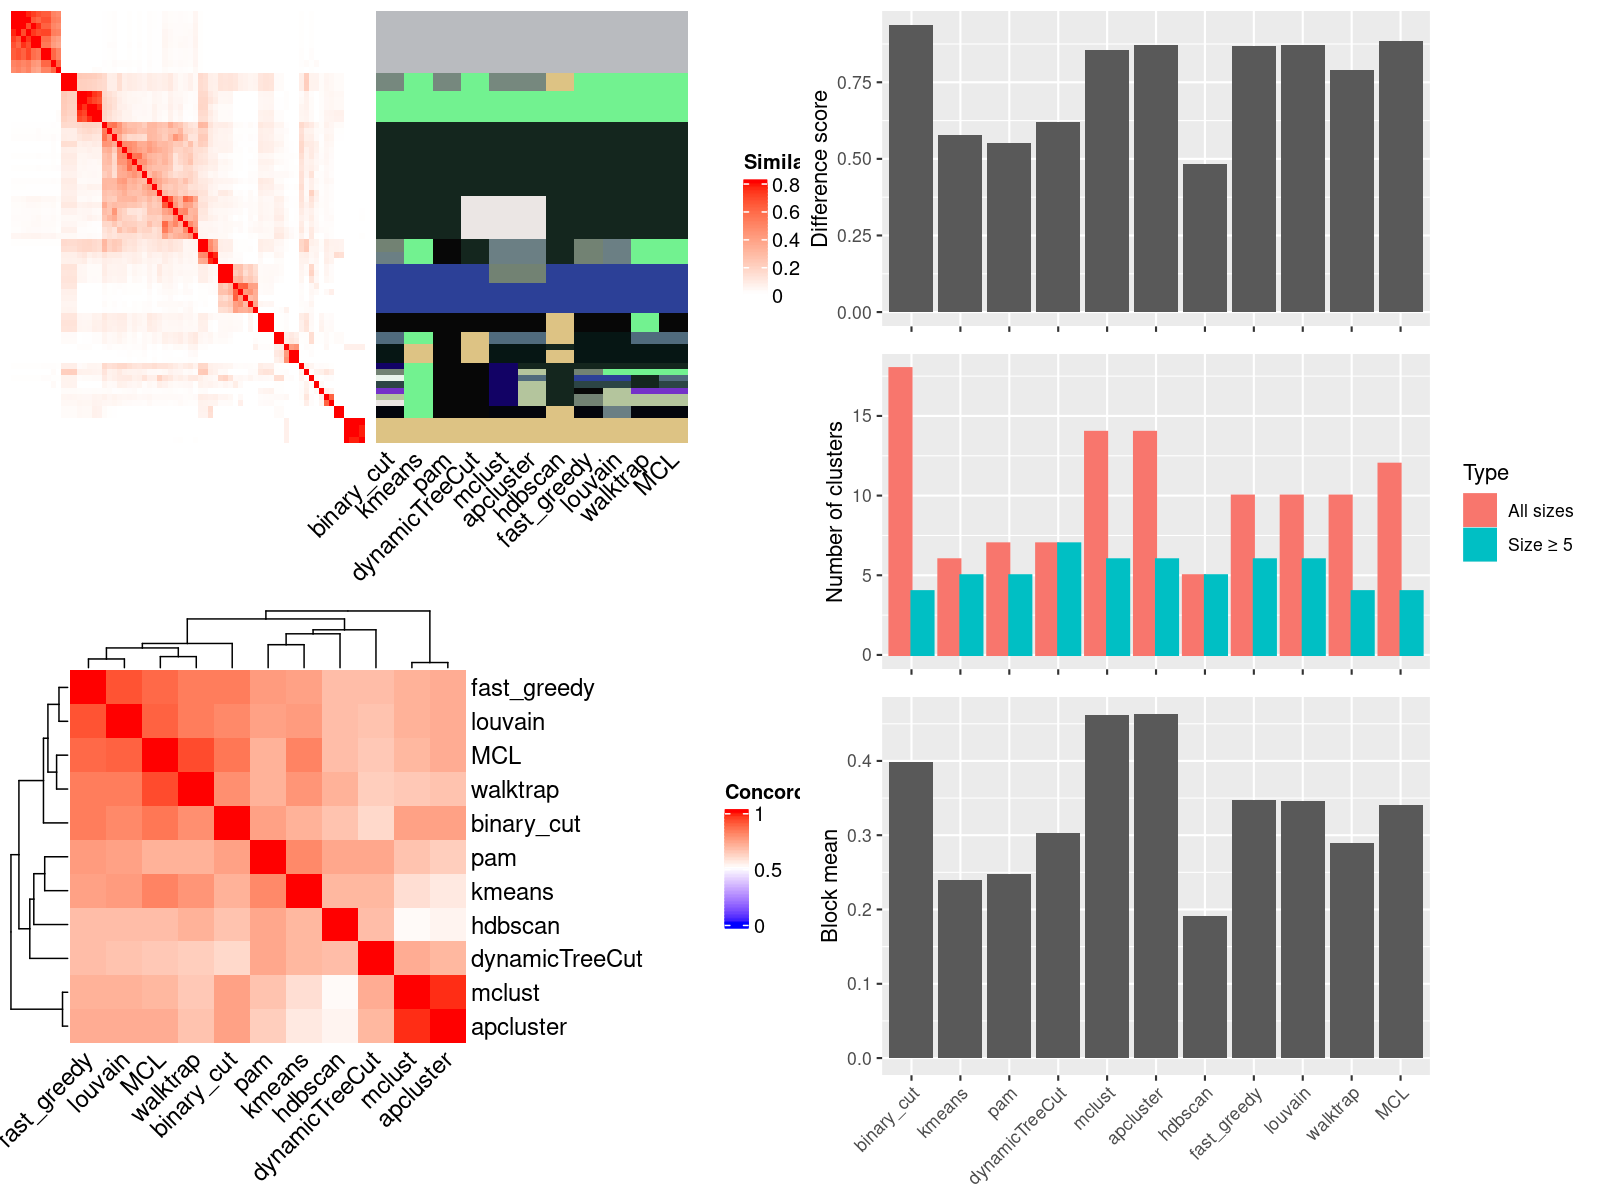 Simila
0.8
0.6
0.4
0.2
0
binary_cut
kmeans
pam
dynamicTreeCut
mclust
apcluster
hdbscan
fast_greedy
louvain
walktrap
MCL
fast_greedy
louvain
MCL
walktrap
binary_cut
pam
kmeans
hdbscan
dynamicTreeCut
mclust
apcluster
Concord
1
0.5
0
fast_greedy
louvain
MCL
walktrap
binary_cut
pam
kmeans
hdbscan
dynamicTreeCut
mclust
apcluster
Difference score
0.75
0.50
0.25
0.00
Number of clusters
15
10
5
0
Type
All sizes
Size ≥ 5
Block mean
0.4
0.3
0.2
0.1
0.0
binary_cut
kmeans
pam
dynamicTreeCut
mclust
apcluster
hdbscan
fast_greedy
louvain
walktrap
MCL